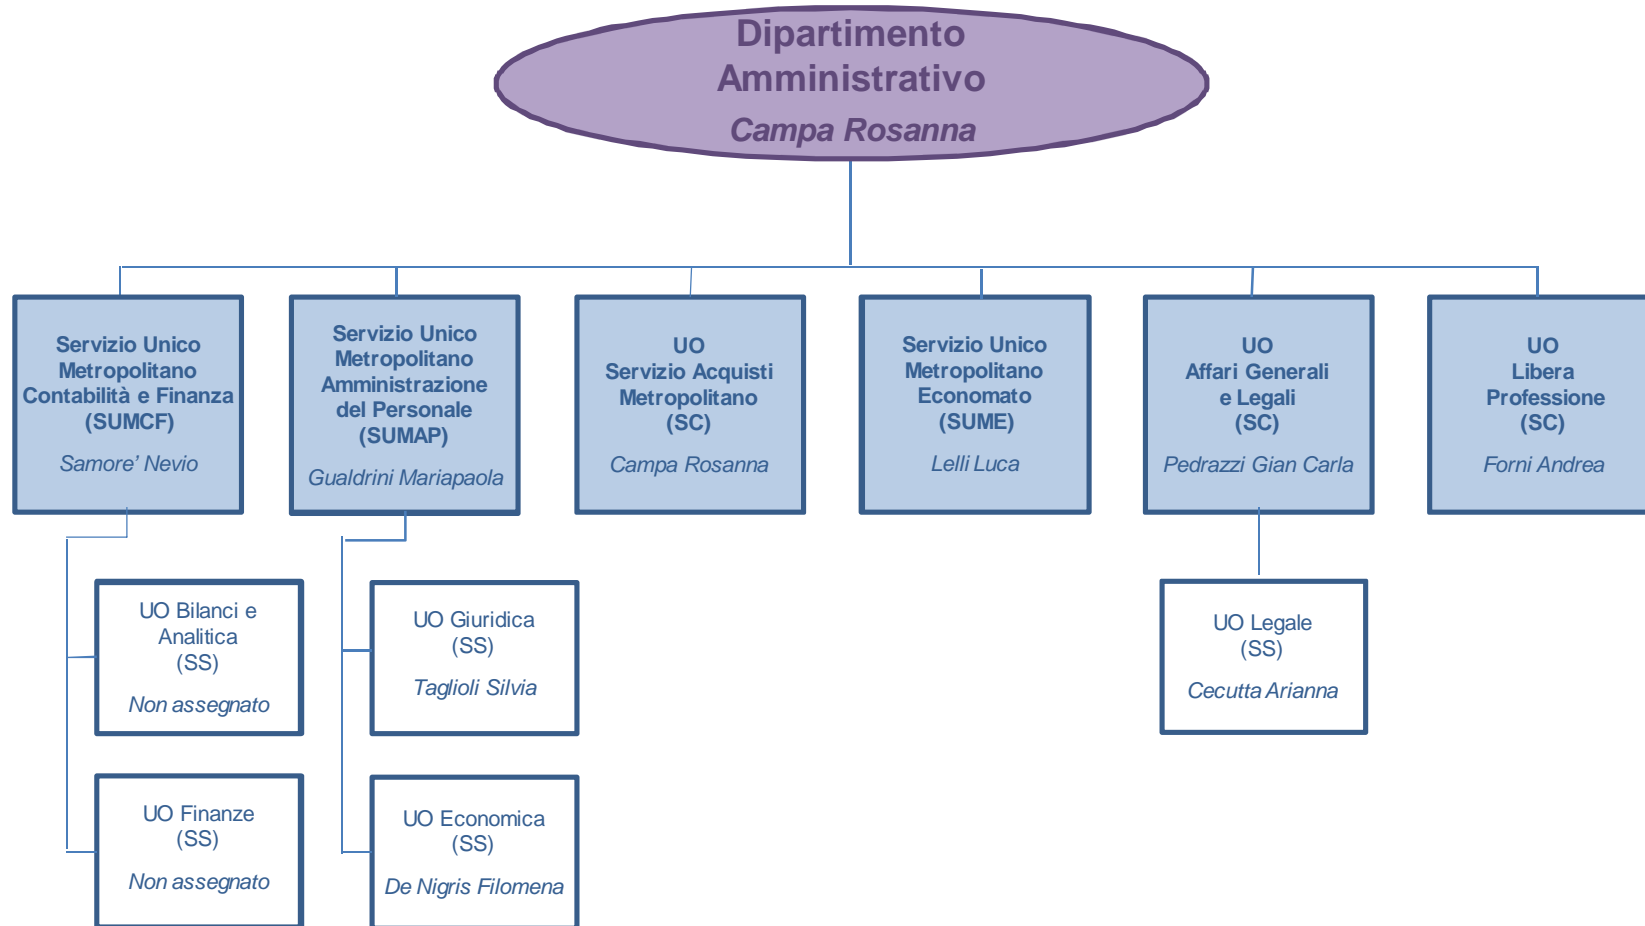 Dipartimento
Amministrativo
Campa Rosanna
Servizio Unico
Metropolitano
Contabilità e Finanza
(SUMCF)
Samore’ Nevio
Servizio Unico
Metropolitano
Amministrazione
del Personale
(SUMAP)
Gualdrini Mariapaola
UO
Servizio Acquisti
Metropolitano
(SC)
Campa Rosanna
Servizio Unico
Metropolitano
Economato
(SUME)
Lelli Luca
UO
Affari Generali
e Legali
(SC)
Pedrazzi Gian Carla
UO
Libera
Professione
(SC)
Forni Andrea
UO Bilanci e
Analitica
(SS)
Non assegnato
UO Giuridica
(SS)
Taglioli Silvia
UO Legale
(SS)
Cecutta Arianna
UO Finanze
(SS)
Non assegnato
UO Economica
(SS)
De Nigris Filomena